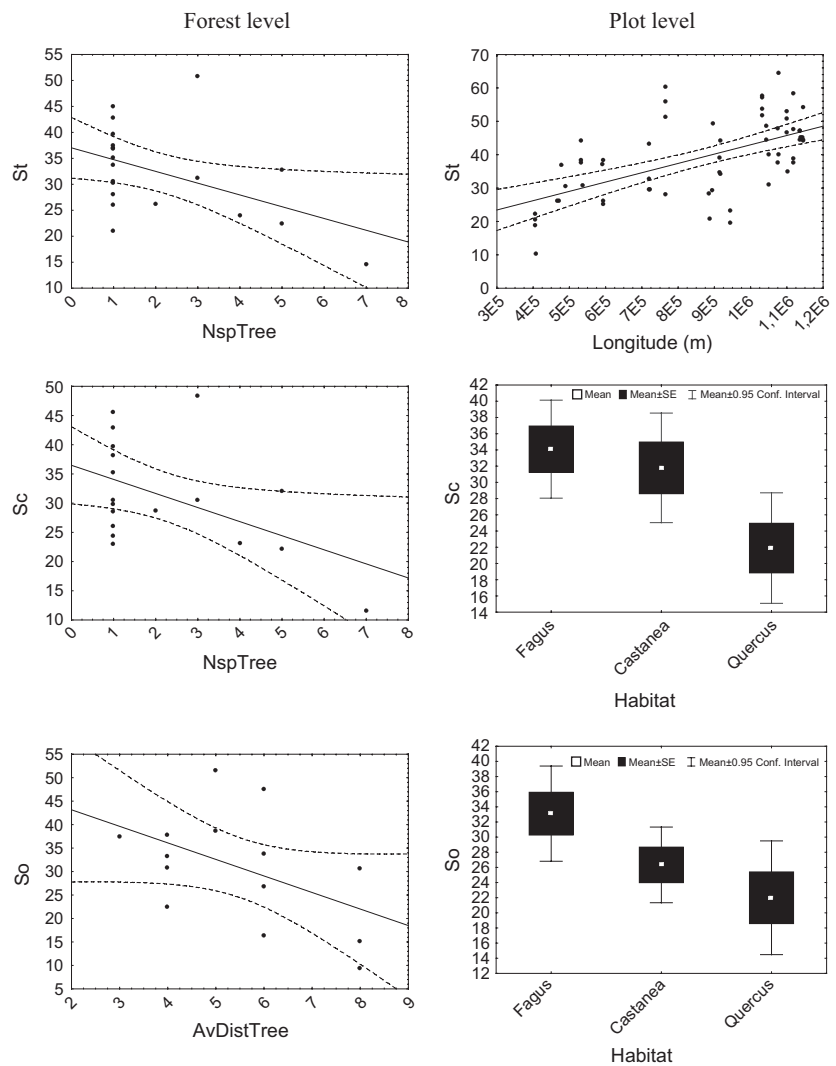 Forest level
Plot level
St
55
50
45
40
35
30
25
20
15
10
0
1
2
3
4
5
6
7
8
NspTree
St
70
60
50
40
30
20
10
0
3E5
4E5
5E5
6E5
7E5
8E5
9E5
1E6
1,1E6
1,2E6
Longitude (m)
Sc
50
45
40
35
30
25
20
15
10
0
1
2
3
4
5
6
7
8
NspTree
Sc
42
40
38
36
34
32
30
28
26
24
22
20
18
16
14
Mean Mean±SE Mean±0.95 Conf. Interval
Fagus
Castanea
Quercus
Habitat
So
55
50
45
40
35
30
25
20
15
10
5
2
3
4
5
6
7
8
9
AvDistTree
So
42
40
38
36
34
32
30
28
26
24
22
20
18
16
14
12
Mean Mean±SE Mean±0.95 Conf. Interval
Fagus
Castanea
Quercus
Habitat